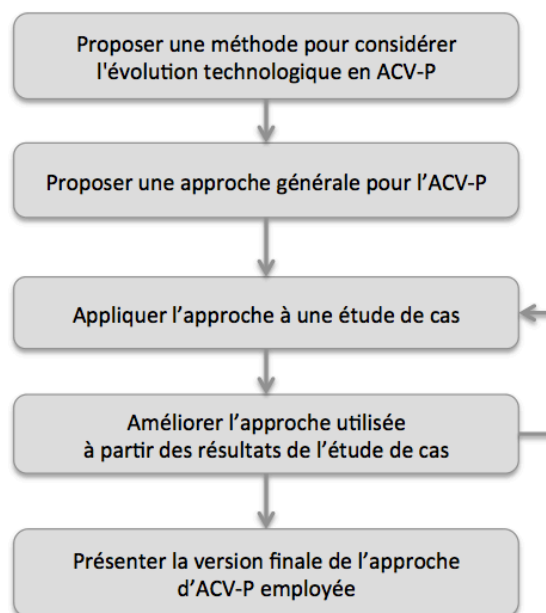 Proposer une méthode pour considérer
l'évolution technologique en ACV-P
Proposer une approche générale pour l’ACV-P
Appliquer l’approche à une étude de cas
Améliorer l’approche utilisée
à partir des résultats de l’étude de cas
Présenter la version finale de l’approche
d’ACV-P employée